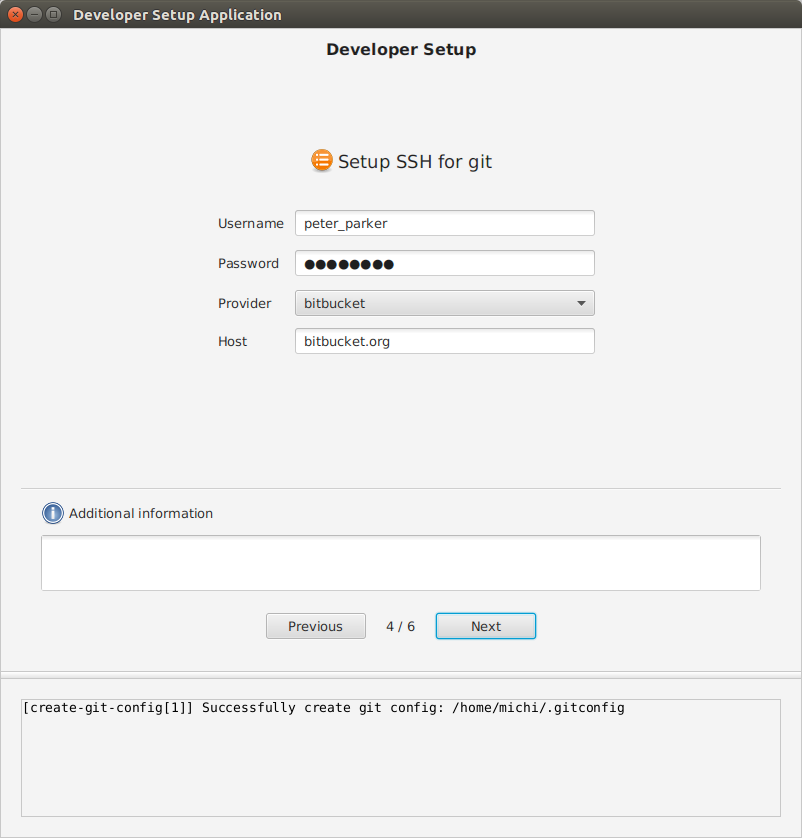 Developer Setup Application
Developer Setup
Setup SSH for git
Username peter_parker
Password ●●●●●●●●
Provider bitbucket
Host bitbucket.org
Additional information
Previous 4 / 6 Next
[create-git-config[1]] Successfully create git config: /home/michi/.gitconfig